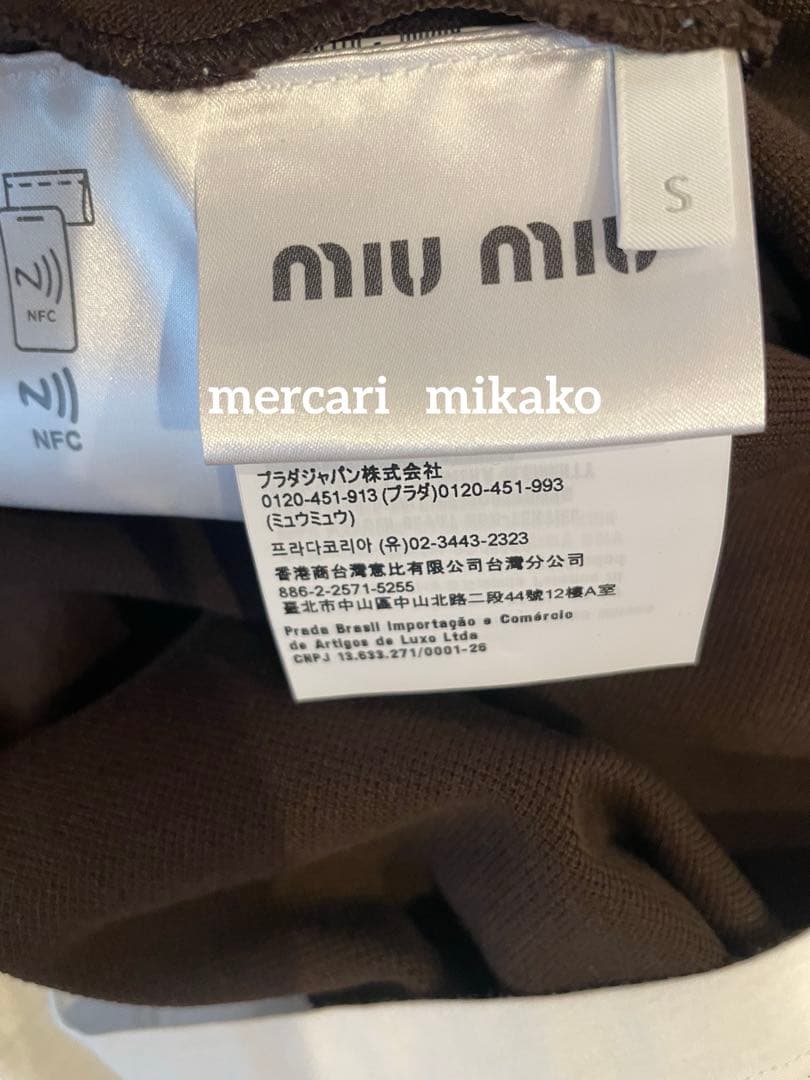 S
miu miu
NFC
NFC
mercari mikako
プラダジャパン株式会社
0120-451-913 (プラダ)0120-451-993
(ミュウミュウ)
프라다코리아 (유)02-3443-2323
香港商台灣惠比有限公司台灣分公司
886-2-2571-5255
臺北市中山區中山北路二段44號12樓A室
Prada Brasil Importação e Comércio
de Artigos de Luxo Ltda
CNPJ 13.633.271/0001-26